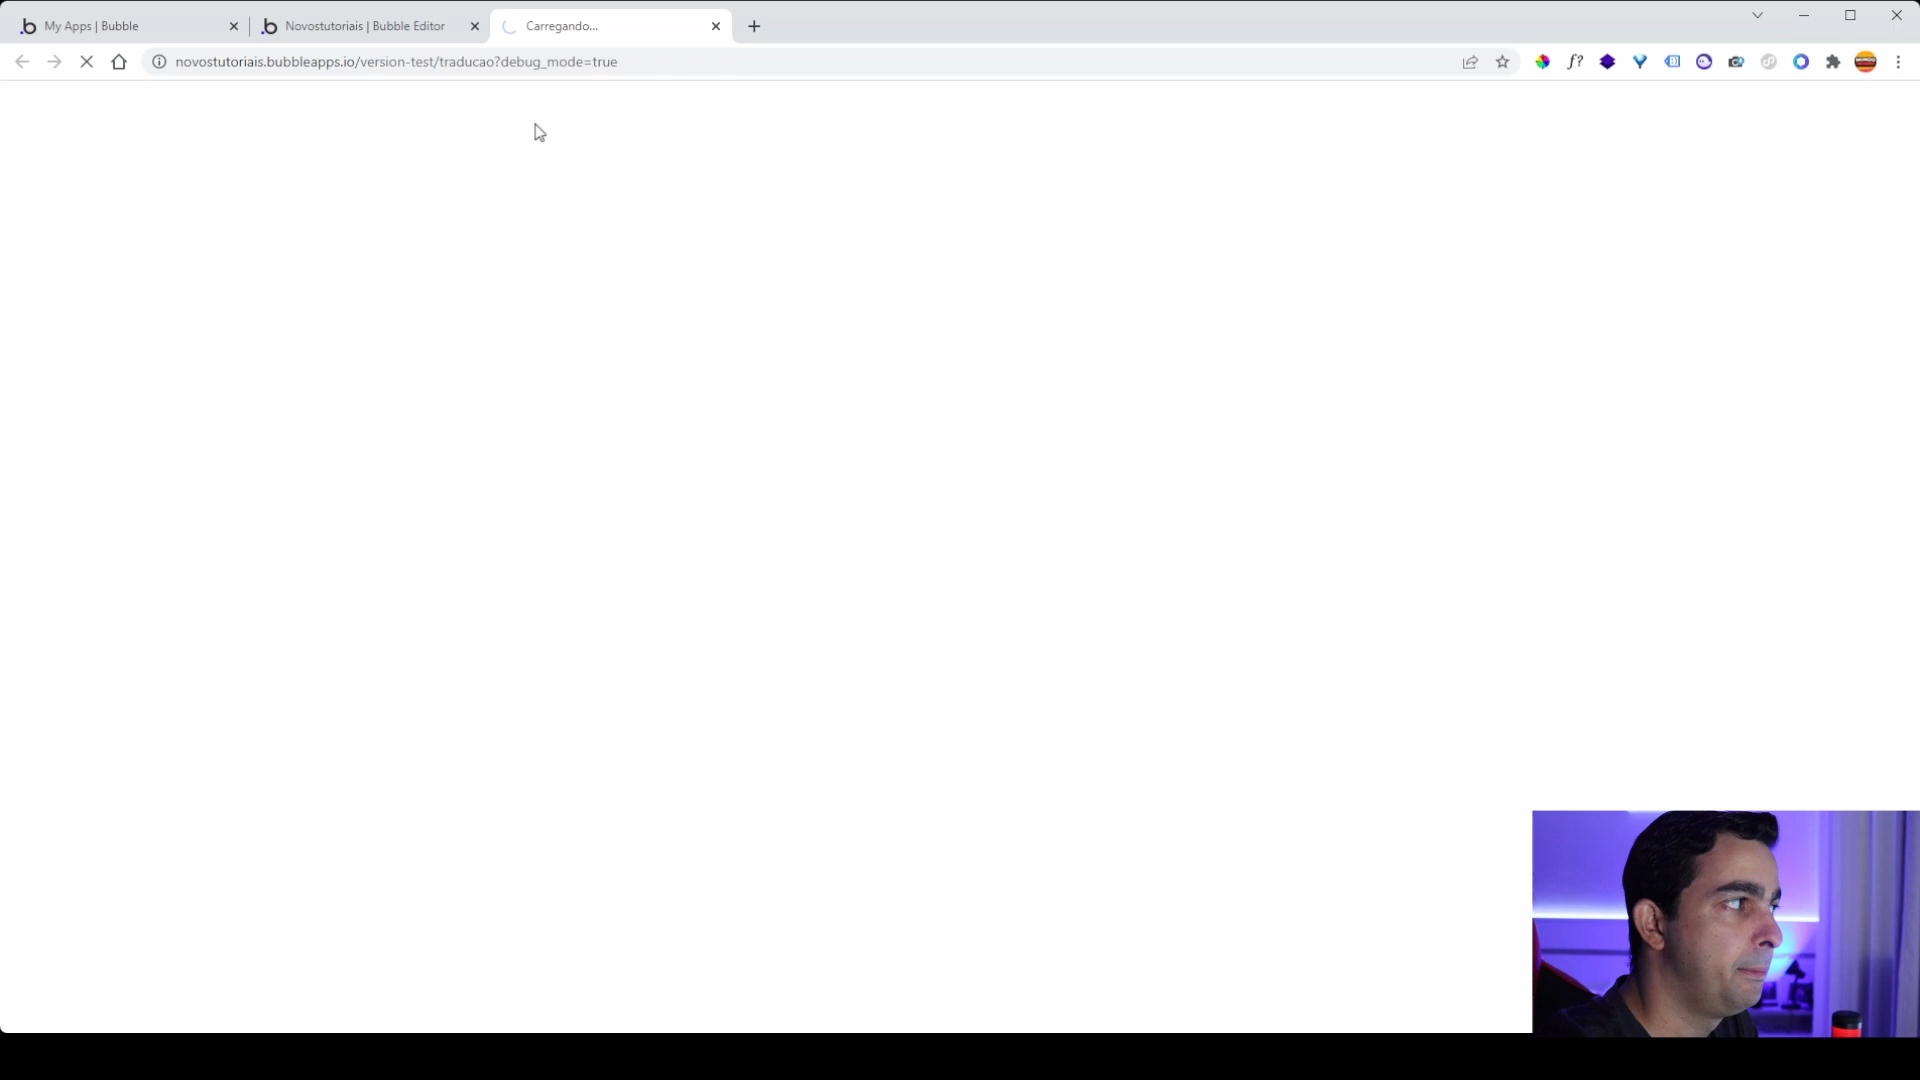 My Apps | Bubble
Novostutoriais | Bubble Editor
Carregando...
novostutoriais.bubbleapps.io/version-test/traducao?debug_mode=true
f?